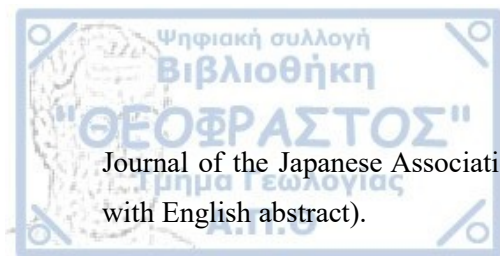 Ψηφιακή συλλογή
Βιβλιοθήκη
"ΘΕΟΦΡΑΣΤΟΣ"
Journal of the Japanese Associati
Τμήμα Γεωλογίας
with English abstract).
Α.Π.Θ